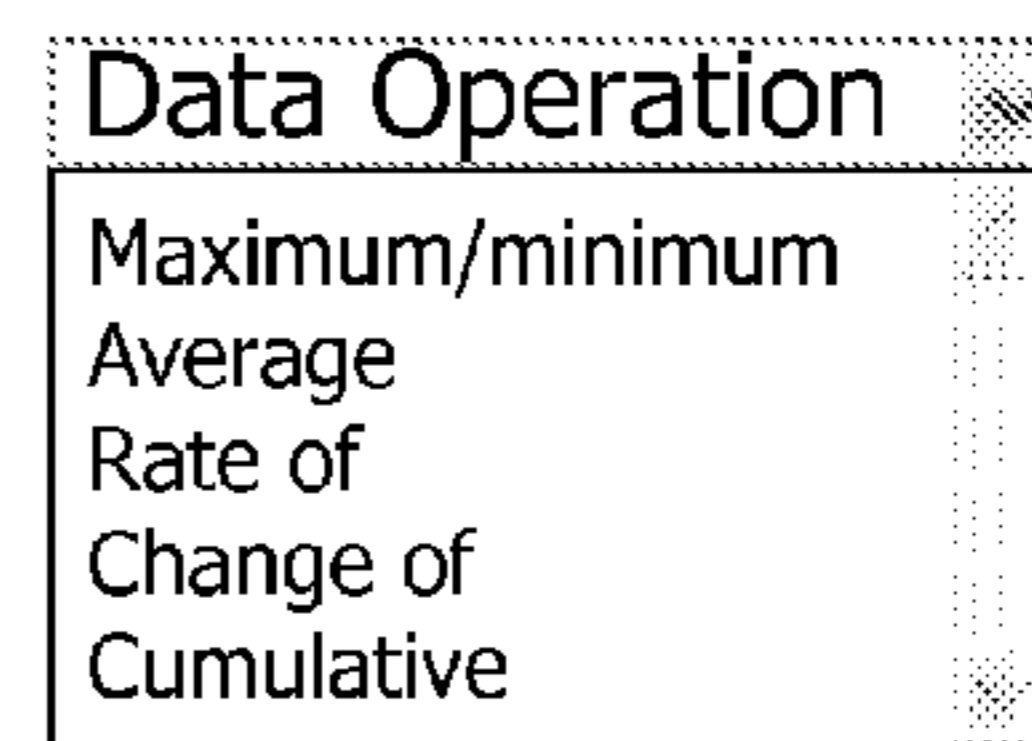 Data Operation
Maximum/minimum
Average
Rate of
Change of
Cumulative